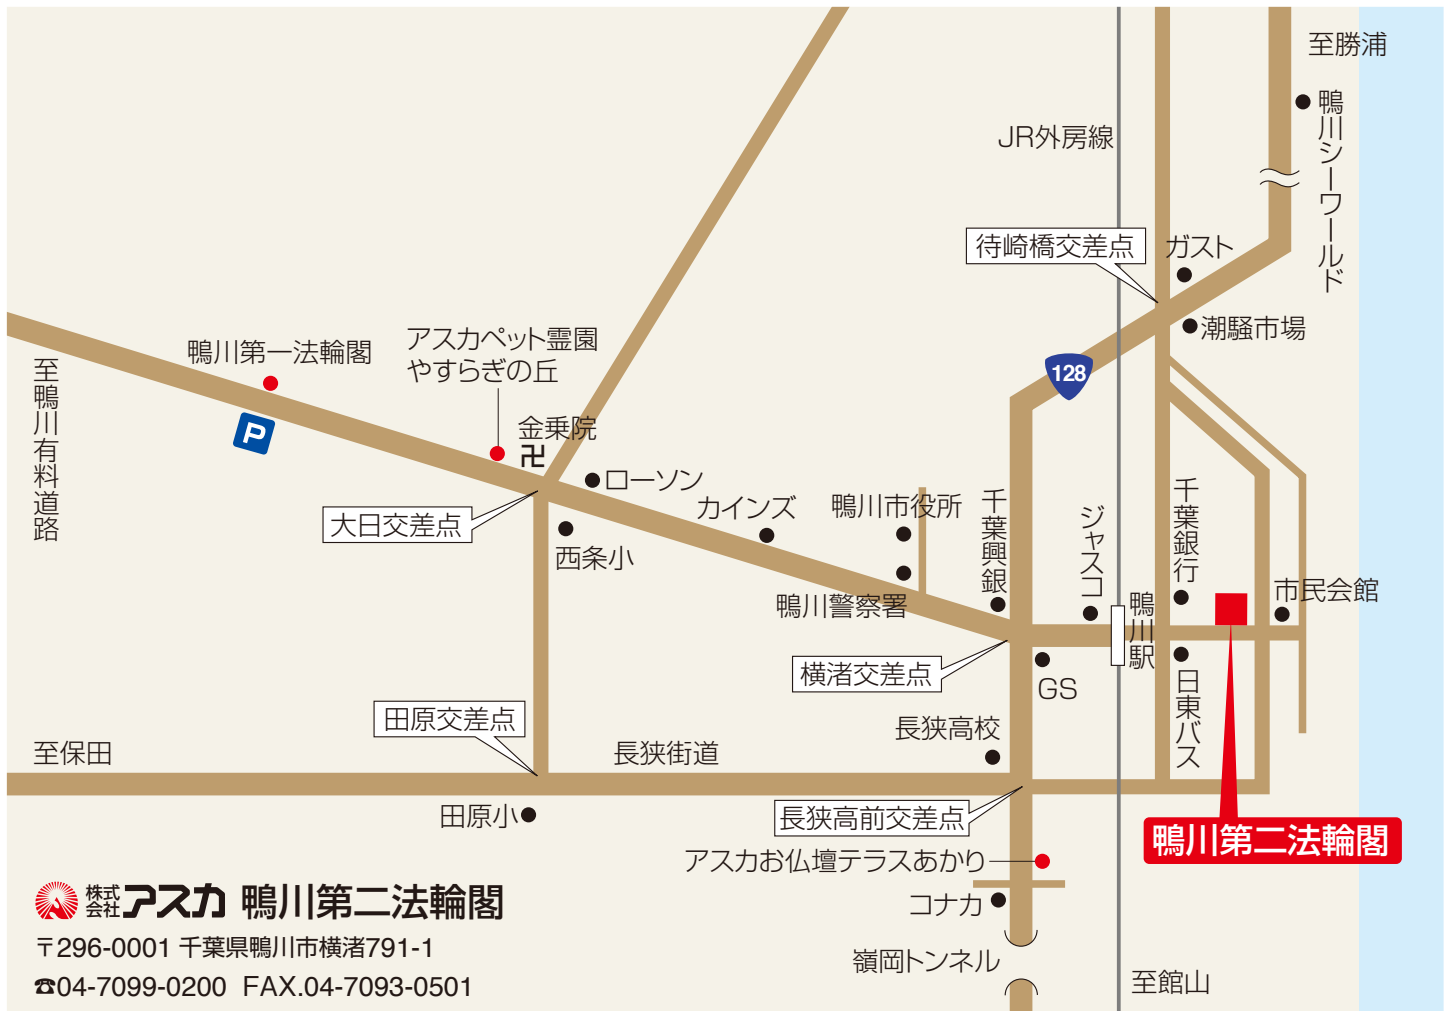 至勝浦
鴨川シーワールド
JR外房線
待崎橋交差点
ガスト
潮騒市場
128
鴨川第一法輪閣
アスカペット霊園
やすらぎの丘
至鴨川有料道路
P
金乗院
卍
ローソン
大日交差点
西条小
カインズ
鴨川市役所
鴨川警察署
千葉興銀
ジャスコ
千葉銀行
市民会館
鴨川駅
横渚交差点
GS
日東バス
田原交差点
長狭高校
至保田
長狭街道
田原小
長狭高前交差点
鴨川第二法輪閣
アスカお仏壇テラスあかり
コナカ
嶺岡トンネル
至館山
株式会社アスカ 鴨川第二法輪閣
〒296-0001 千葉県鴨川市横渚791-1
☎04-7099-0200 FAX.04-7093-0501